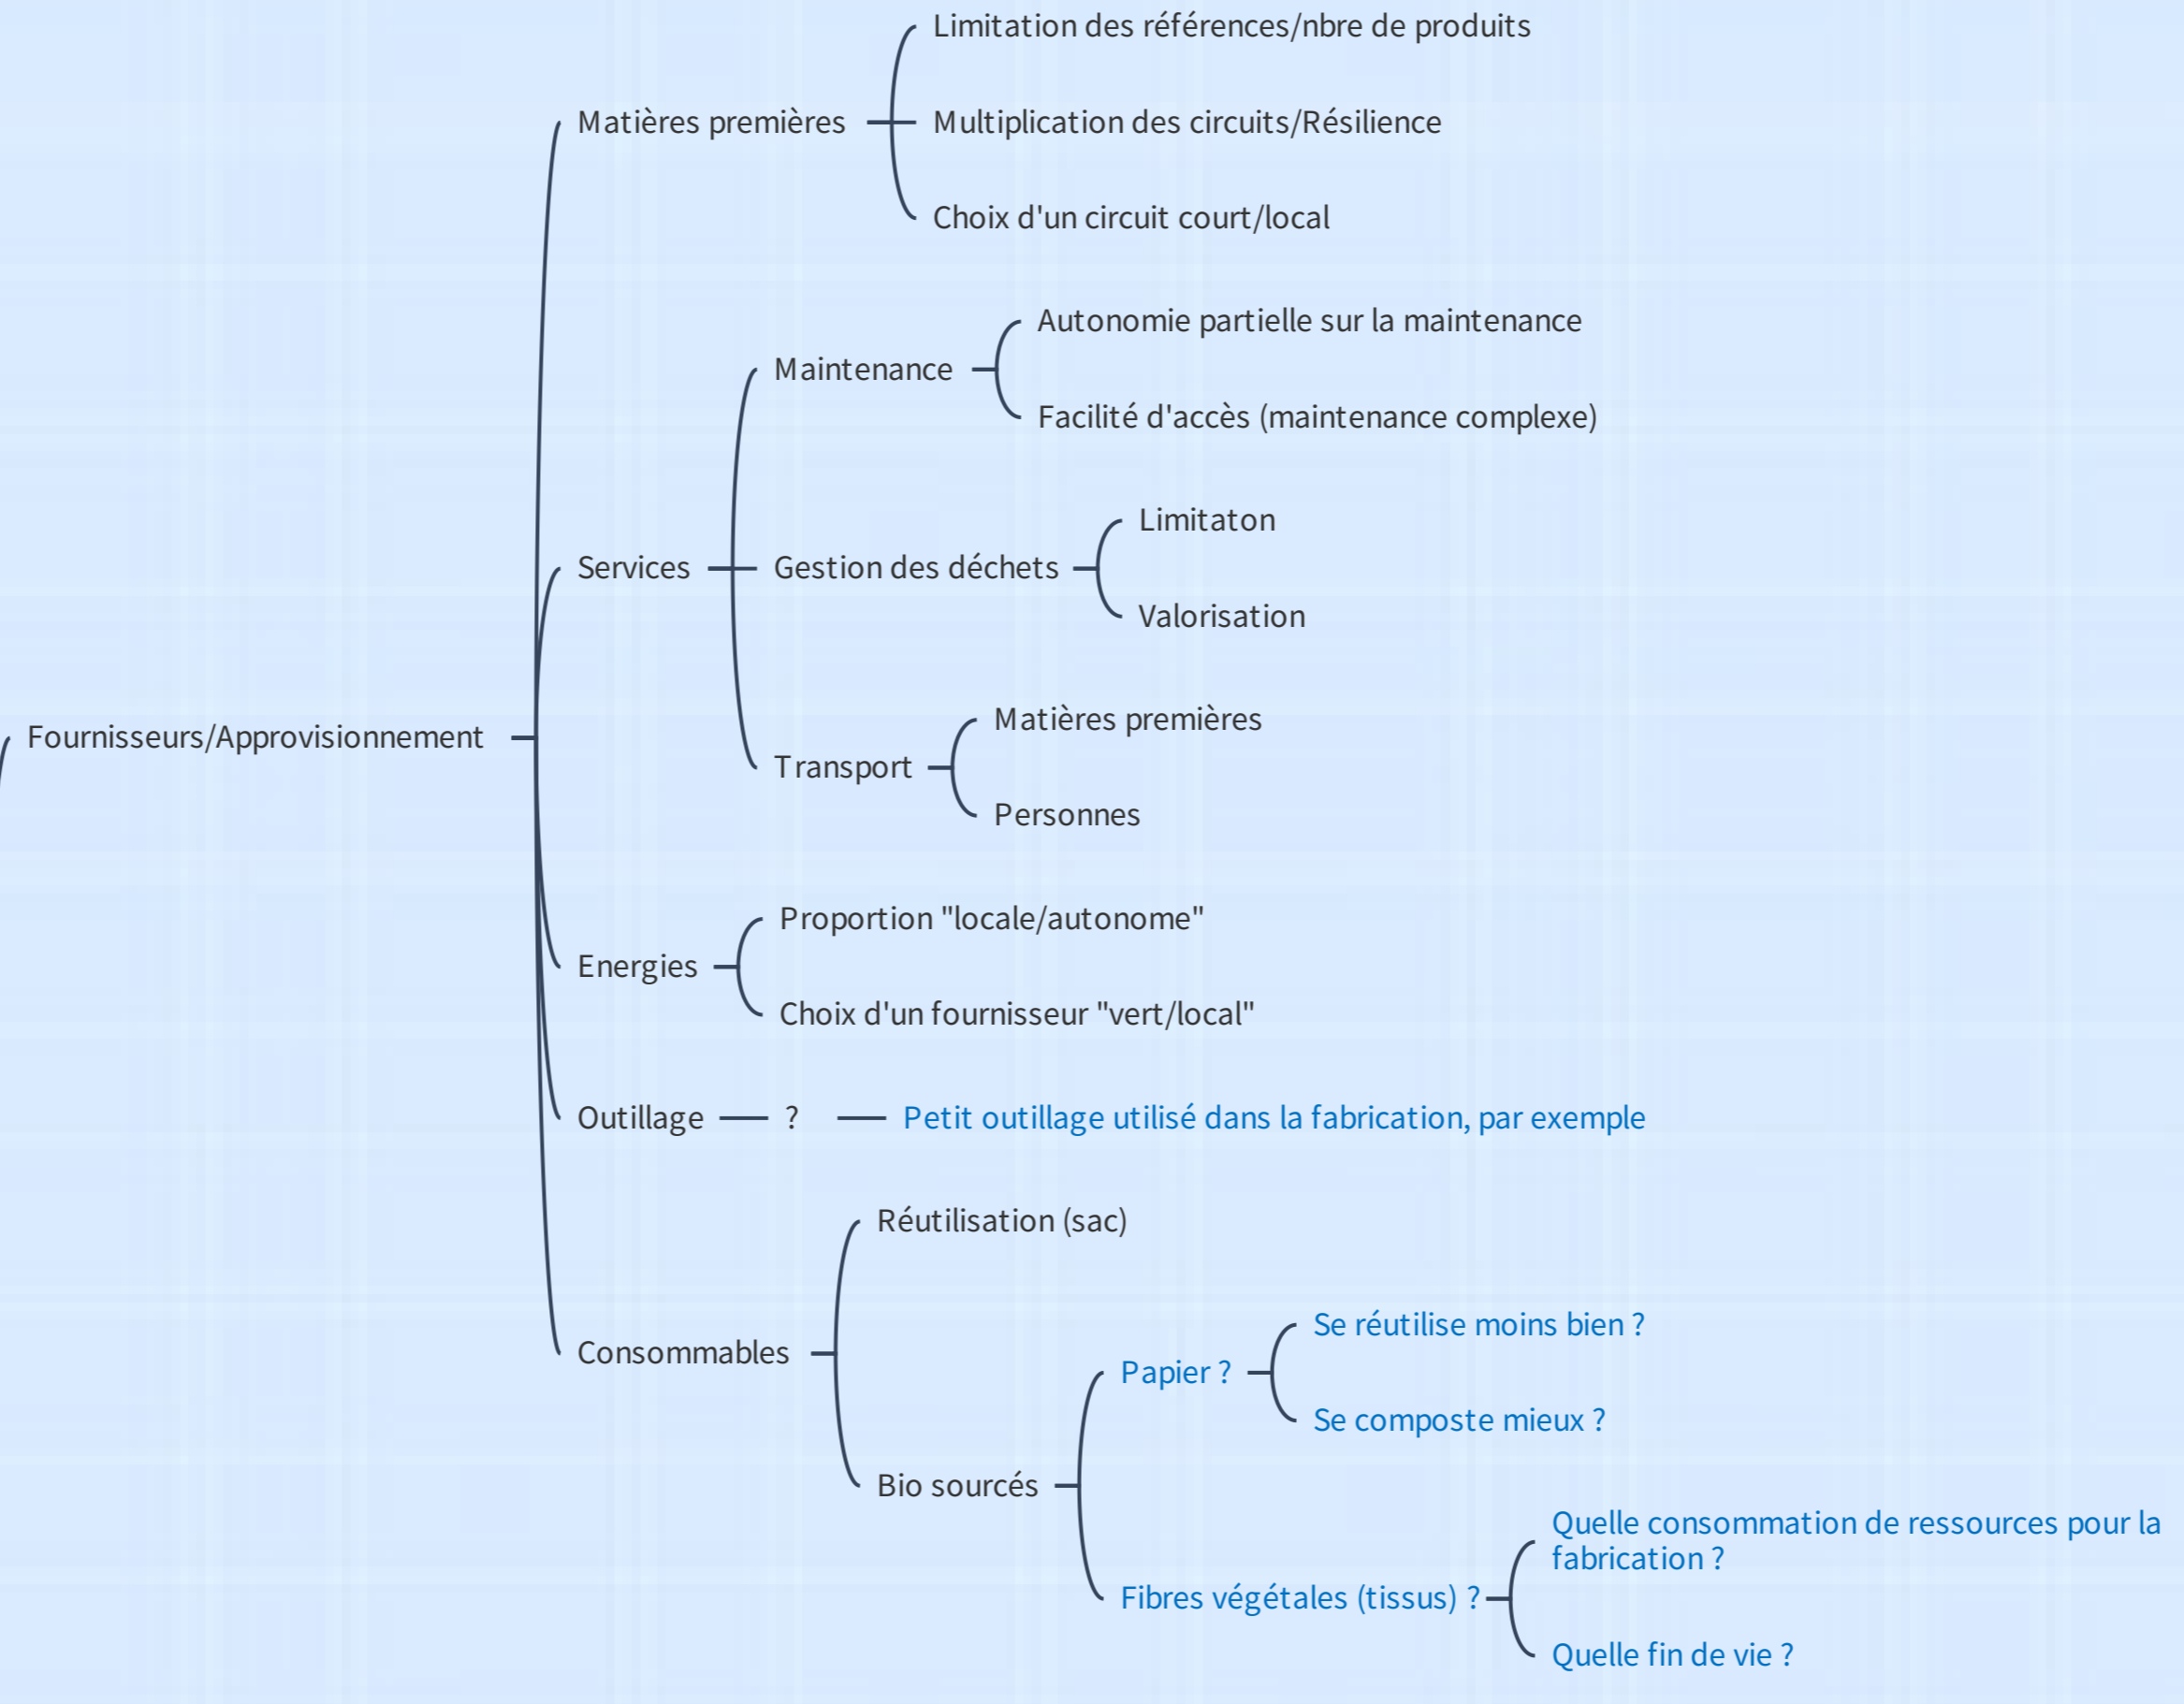 Limitation des références/nbre de produits
Matières premières
Multiplication des circuits/Résilience
Choix d'un circuit court/local
Autonomie partielle sur la maintenance
Maintenance
Facilité d'accès (maintenance complexe)
Limitaton
Services
Gestion des déchets
Valorisation
Matières premières
Fournisseurs/Approvisionnement
Transport
Personnes
Proportion "locale/autonome"
Energies
Choix d'un fournisseur "vert/local"
Outillage
?
Petit outillage utilisé dans la fabrication, par exemple
Réutilisation (sac)
Consommables
Se réutilise moins bien ?
Papier ?
Se composte mieux ?
Bio sourcés
Quelle consommation de ressources pour la
fabrication ?
Fibres végétales (tissus) ?
Quelle fin de vie ?